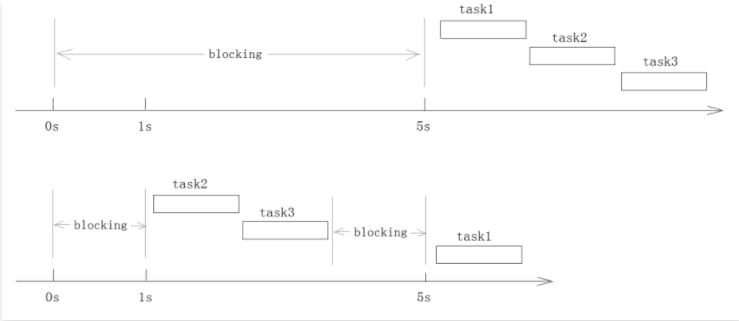 task1
task2
task3
blocking
0s 1s 5s
task2
task3
blocking
blocking
task1
0s 1s 5s